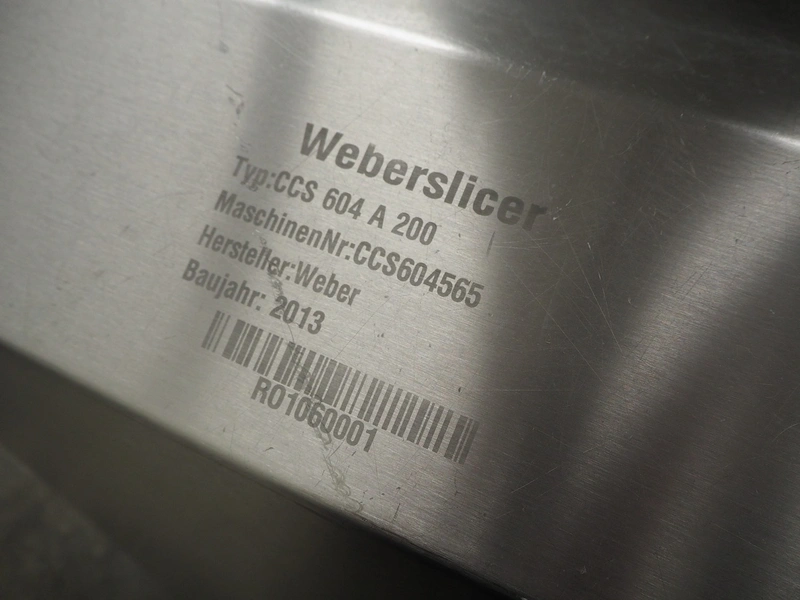 Weberslicer
Typ:CCS 604 A 200
MaschinenNr:CCS604565
Hersteller:Weber
Baujahr: 2013
RO1060001